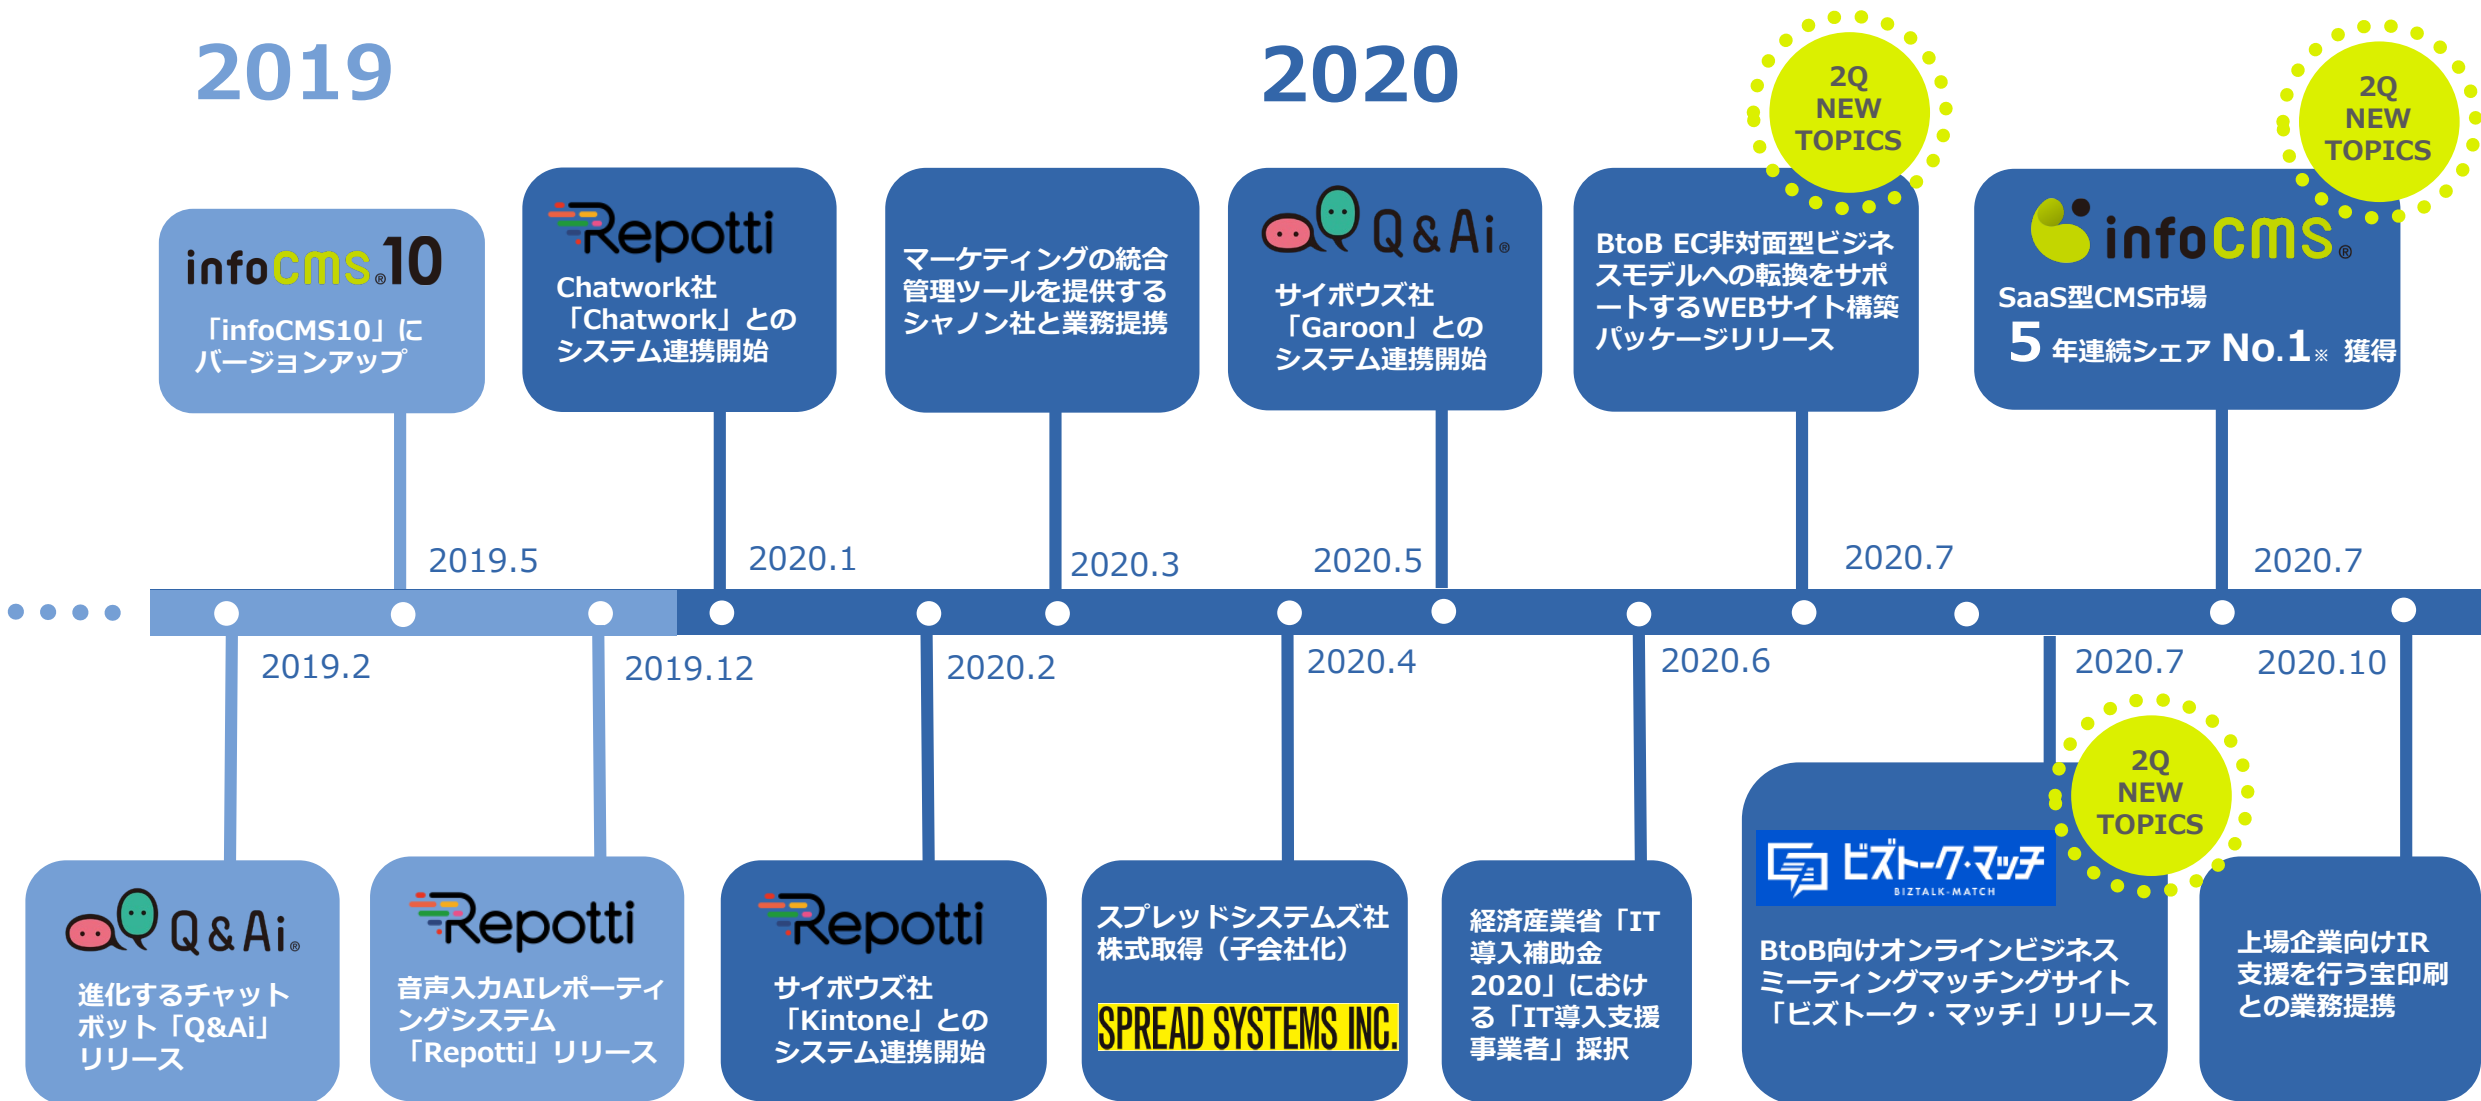 2019
2020
2Q
NEW
TOPICS
2Q
NEW
TOPICS
infoCMS®10
「infoCMS10」に
バージョンアップ
Repotti
Chatwork社
「Chatwork」との
システム連携開始
マーケティングの統合
管理ツールを提供する
シャノン社と業務提携
Q&Ai®
サイボウズ社
「Garoon」との
システム連携開始
BtoB EC非対面型ビジネ
スモデルへの転換をサポ
ートするWEBサイト構築
パッケージリリース
infoCMS®
SaaS型CMS市場
5年連続シェア No.1※ 獲得
2019.5
2020.1
2020.3
2020.5
2020.7
2020.7
2019.2
2019.12
2020.2
2020.4
2020.6
2020.7
2020.10
2Q
NEW
TOPICS
Q&Ai®
進化するチャット
ボット「Q&Ai」
リリース
Repotti
音声入力AIレポーティ
ングシステム
「Repotti」リリース
Repotti
サイボウズ社
「Kintone」との
システム連携開始
スプレッドシステムズ社
株式取得（子会社化）
SPREAD SYSTEMS INC.
経済産業省「IT
導入補助金
2020」におけ
る「IT導入支援
事業者」採択
ビズトーク・マッチ
BIZTALK-MATCH
BtoB向けオンラインビジネス
ミーティングマッチングサイト
「ビズトーク・マッチ」リリース
上場企業向けIR
支援を行う宝印刷
との業務提携